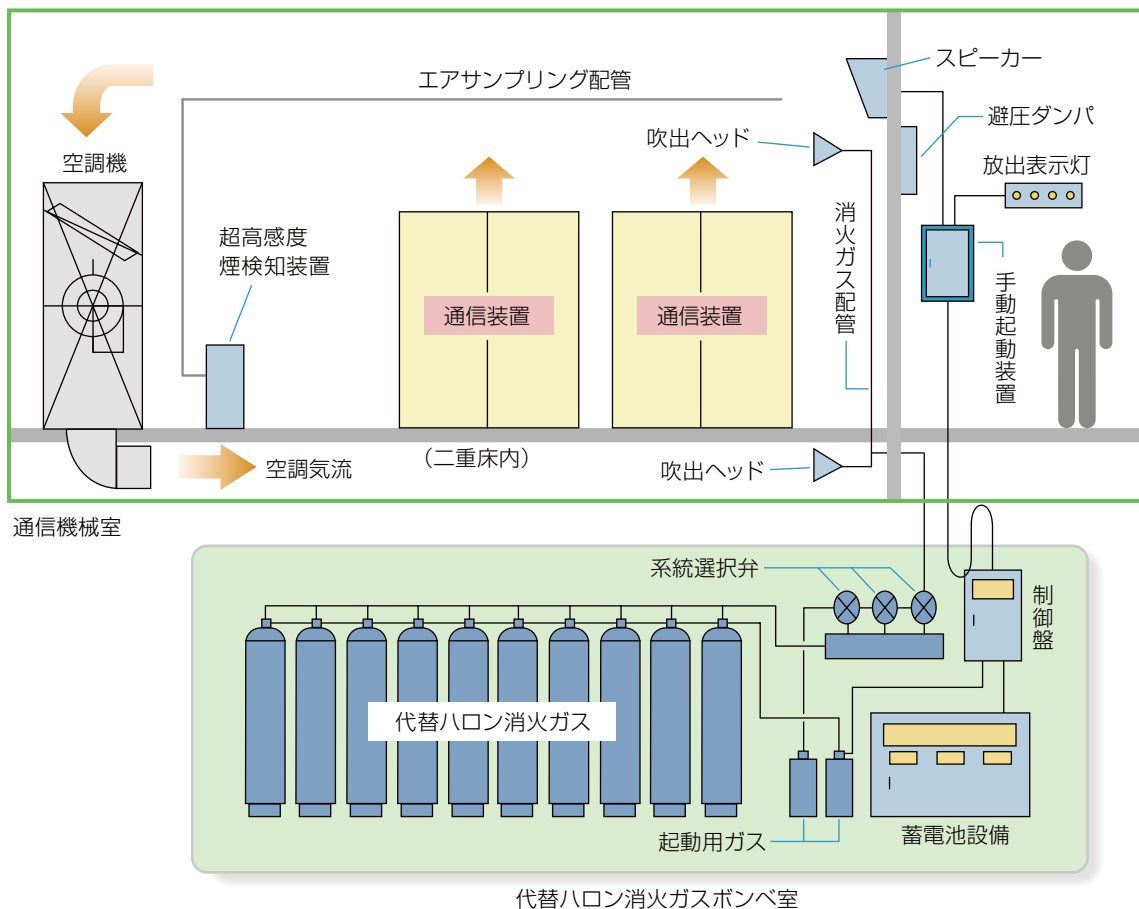 スピーカー
エアサンプリング配管
避圧ダンパ
吹出ヘッド
空調機
放出表示灯
消火ガス配管
超高感度
煙検知装置
手動起動装置
通信装置
通信装置
(二重床内)
空調気流
吹出ヘッド
通信機械室
系統選択弁
制御盤
代替ハロン消火ガス
起動用ガス
蓄電池設備
代替ハロン消火ガスボンベ室